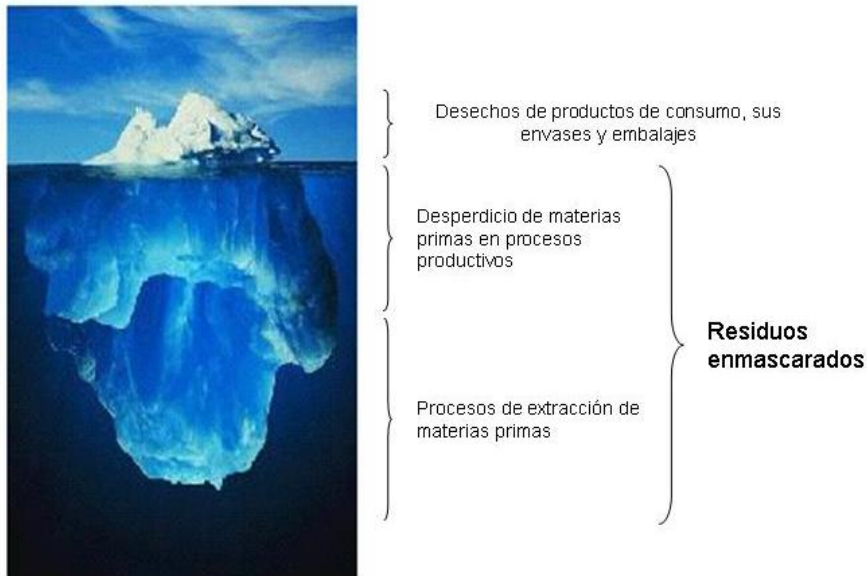 Desechos de productos de consumo, sus
envases y embalajes
Desperdicio de materias
primas en procesos
productivos
Residuos
enmascarados
Procesos de extracción de
materias primas